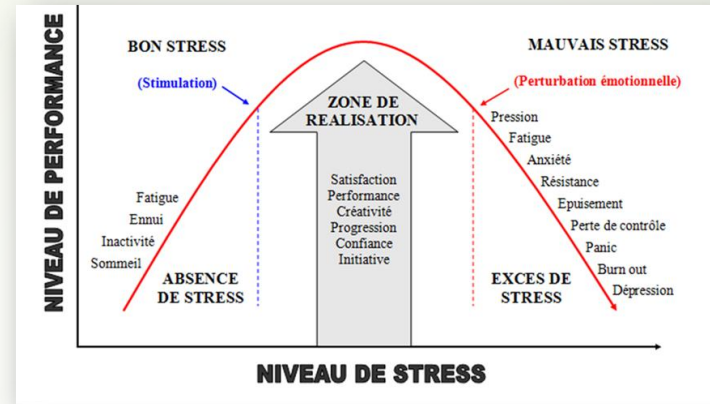 NIVEAU DE PERFORMANCE
BON STRESS
(Stimulation)
MAUVAIS STRESS
(Perturbation émotionnelle)
ZONE DE
REALISATION
Satisfaction
Performance
Créativité
Progression
Confiance
Initiative
Fatigue
Ennui
Inactivité
Sommeil
ABSENCE
DE STRESS
Pression
Fatigue
Anxiété
Résistance
Epuisement
Perte de contrôle
Panic
Burn out
Dépression
EXCES DE
STRESS
NIVEAU DE STRESS